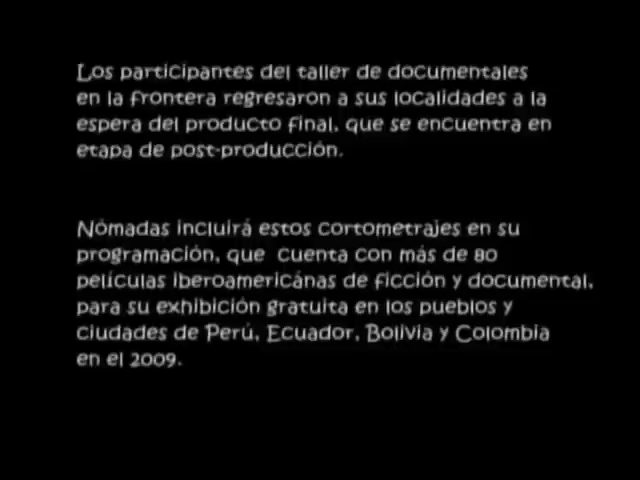 Los participantes del taller de documentales
en la frontera regresaron a sus localidades a la
espera del producto final, que se encuentra en
etapa de post-producción.
Nómadas incluirá estos cortometrajes en su
programación, que cuenta con más de 80
películas iberoamericánas de ficción y documental,
para su exhibición gratuita en los pueblos y
ciudades de Perú, Ecuador, Bolivia y Colombia
en el 2009.